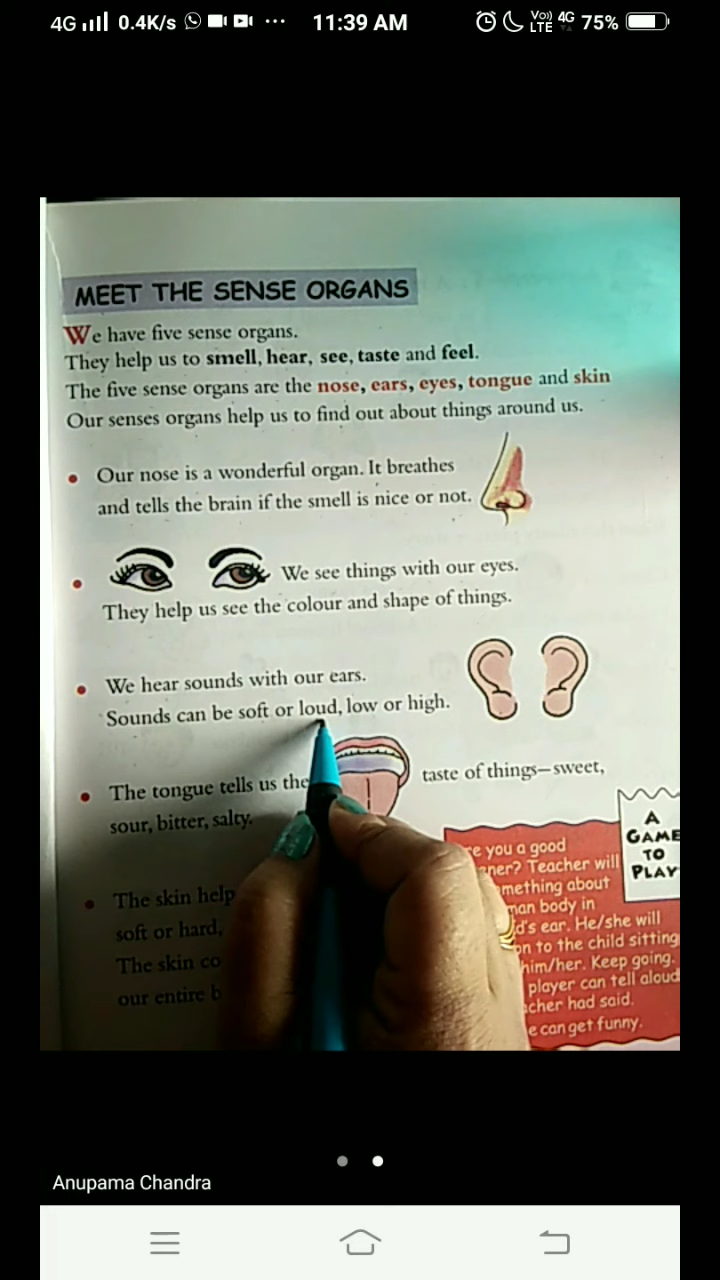 4G 0.4K/s ... 11:39 AM Vo) LTE 4G 75%
MEET THE SENSE ORGANS
We have five sense organs.
They help us to smell, hear, see, taste and feel.
The five sense organs are the nose, ears, eyes, tongue and skin
Our senses organs help us to find out about things around us.
• Our nose is a wonderful organ. It breathes
and tells the brain if the smell is nice or not.
• We see things with our eyes.
They help us see the colour and shape of things.
• We hear sounds with our ears.
Sounds can be soft or loud, low or high.
• The tongue tells us the taste of things—sweet,
sour, bitter, salty.
• The skin help
soft or hard,
The skin co
our entire b
A
GAME
TO
PLAY
re you a good
ner? Teacher will
mething about
man body in
d's ear. He/she will
on to the child sitting
him/her. Keep going.
player can tell aloud
acher had said.
e can get funny.
Anupama Chandra